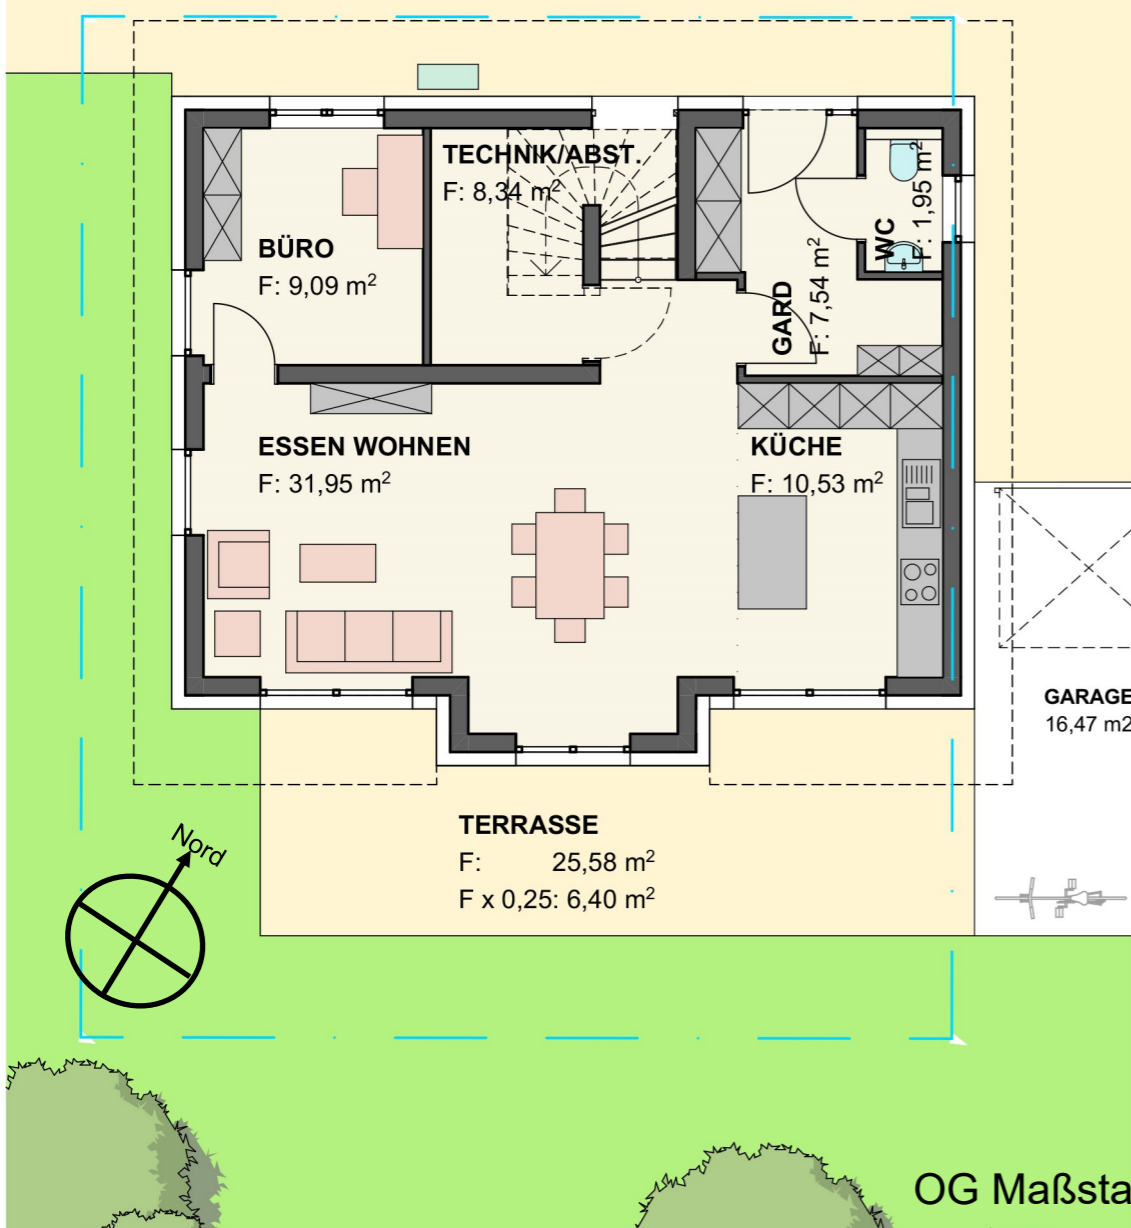 TECHNIK/ABST.
F: 8,34 m²
BÜRO
F: 9,09 m²
WC
F: 1,95 m²
GARD
F: 7,54 m²
ESSEN WOHNEN
F: 31,95 m²
KÜCHE
F: 10,53 m²
GARAGE
16,47 m2
TERRASSE
F: 25,58 m²
F x 0,25: 6,40 m²
Nord
OG Maßsta